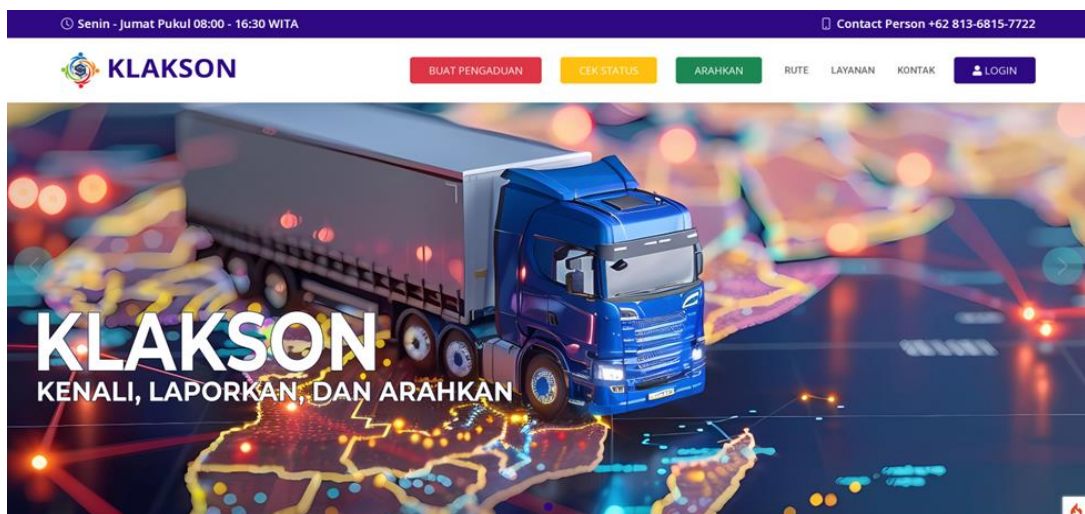 Senin - Jumat Pukul 08:00 - 16:30 WITA
Contact Person +62 813-6815-7722
KLAKSON
BUAT PENGADUAN
CEK STATUS
ARAHKAN
RUTE
LAYANAN
KONTAK
LOGIN
KLAKSON
KENALI, LAPORKAN, DAN ARAHKAN